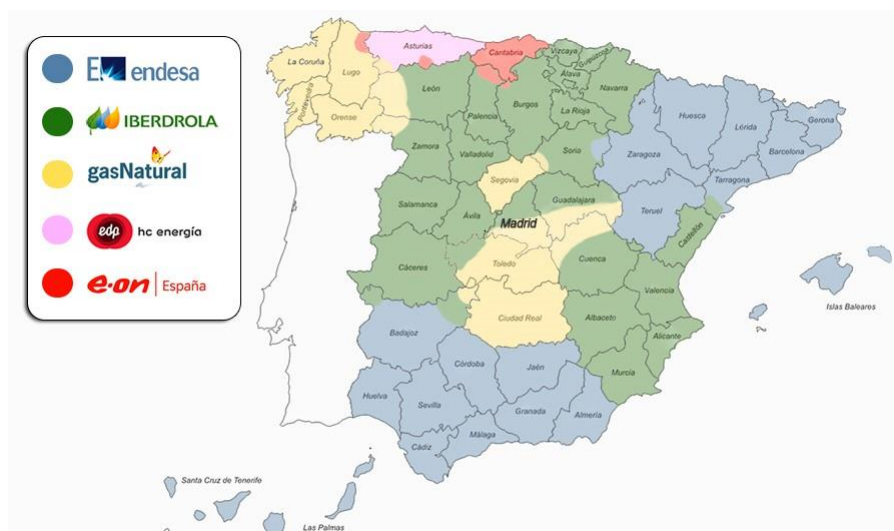 endesa
IBERDROLA
gasNatural
edp hc energía
e·on España
La Coruña
Lugo
Pontevedra
Orense
Asturias
Cantabria
Vizcaya
Guipúzcoa
Álava
Navarra
León
Palencia
Burgos
La Rioja
Huesca
Lérida
Gerona
Barcelona
Zaragoza
Tarragona
Zamora
Valladolid
Soria
Segovia
Salamanca
Ávila
Guadalajara
Madrid
Teruel
Castellón
Cáceres
Toledo
Cuenca
Valencia
Islas Baleares
Badajoz
Ciudad Real
Albacete
Alicante
Murcia
Córdoba
Jaén
Huelva
Sevilla
Granada
Almería
Málaga
Cádiz
Santa Cruz de Tenerife
Las Palmas